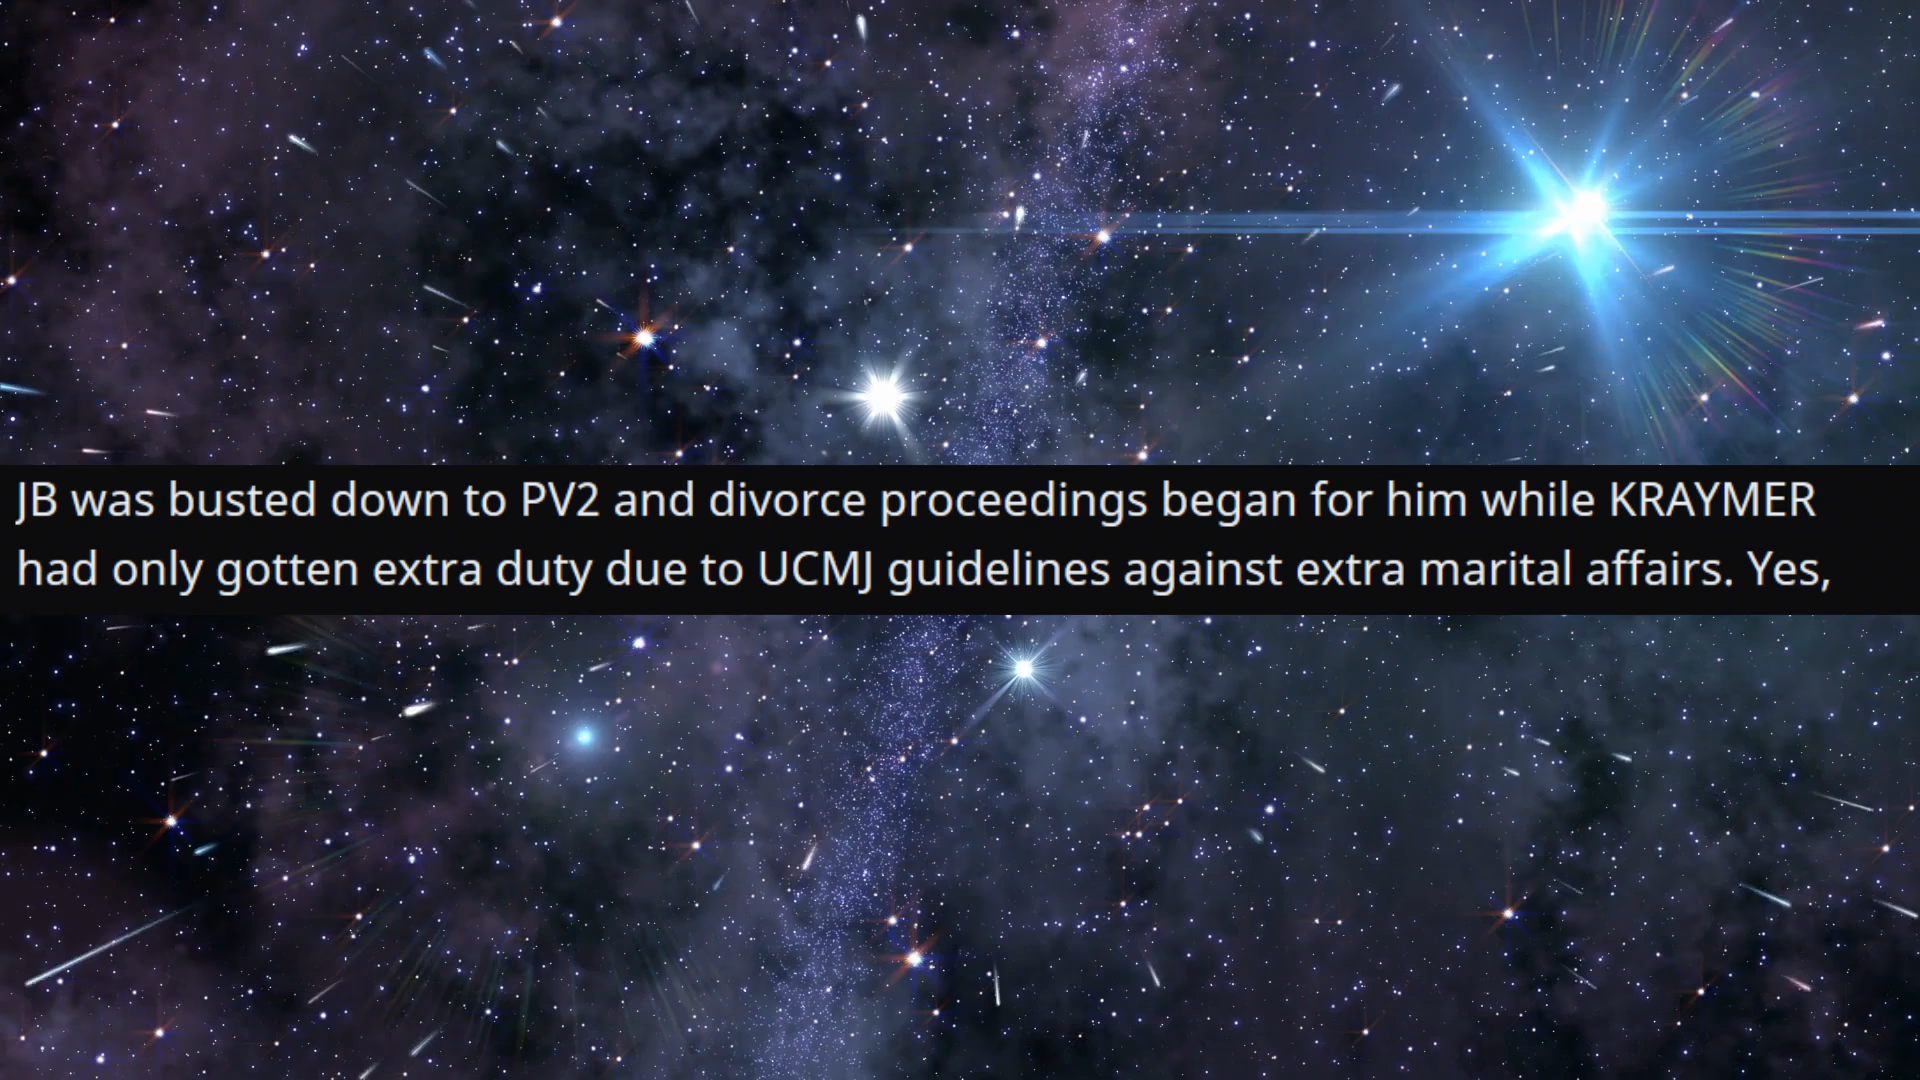 JB was busted down to PV2 and divorce proceedings began for him while KRAYMER
had only gotten extra duty due to UCMJ guidelines against extra marital affairs. Yes,